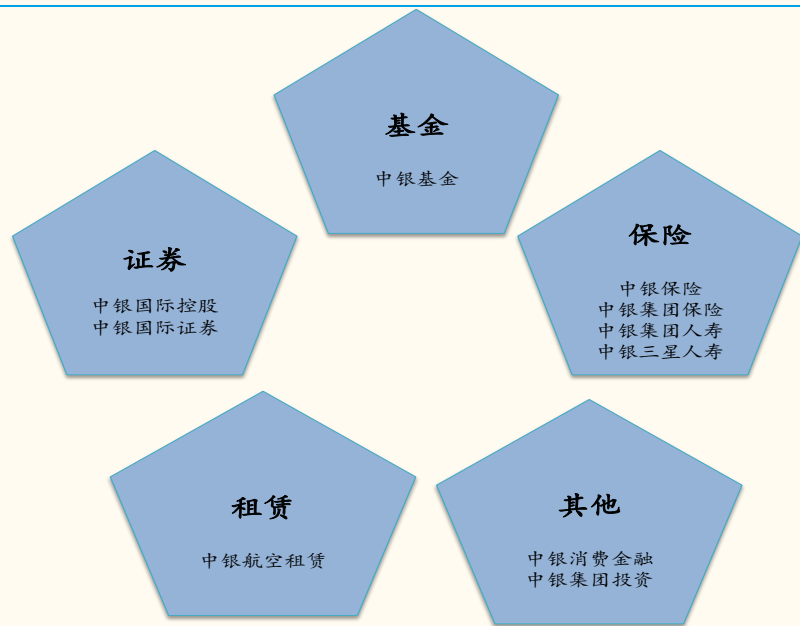 基金
中银基金
证券
中银国际控股
中银国际证券
保险
中银保险
中银集团保险
中银集团人寿
中银三星人寿
租赁
中银航空租赁
其他
中银消费金融
中银集团投资